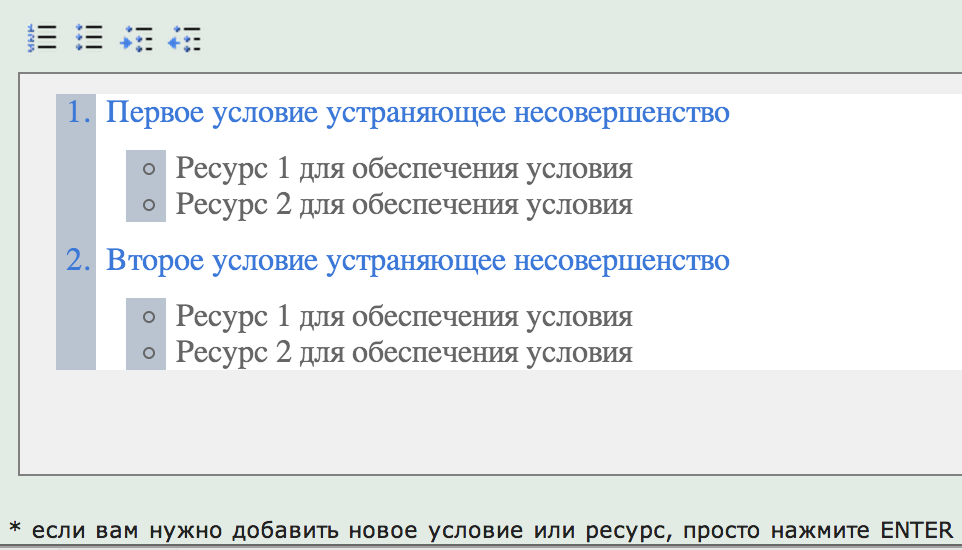 1. Первое условие устраняющее несовершенство
Ресурс 1 для обеспечения условия
Ресурс 2 для обеспечения условия
2. Второе условие устраняющее несовершенство
Ресурс 1 для обеспечения условия
Ресурс 2 для обеспечения условия
* если вам нужно добавить новое условие или ресурс, просто нажмите ENTER